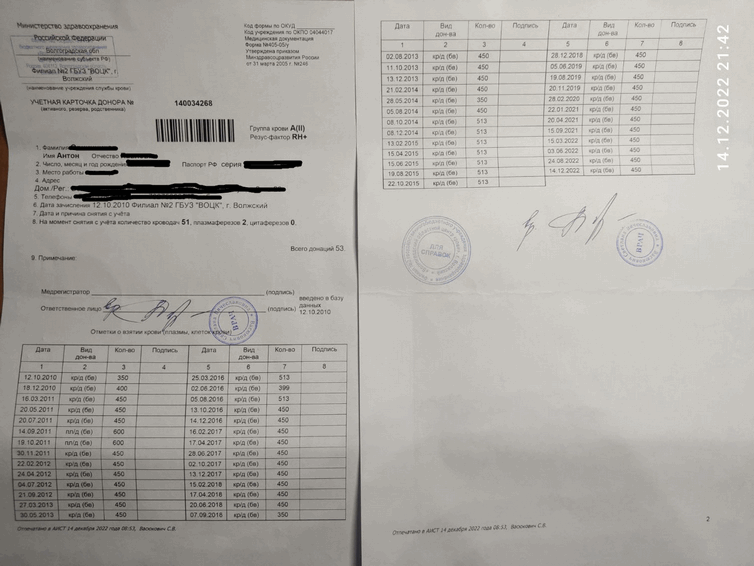 Министерство здравоохранения
Российской Федерации
Волгоградская обл
(наименование субъекта РФ)
Филиал №2 ГБУЗ "ВОЦК", г.
Волжский
(наименование учреждения службы крови)
Код формы по ОКУД
Код учреждения по ОКПО 04044017
Медицинская документация
Форма №405-05/у
Утверждена приказом
Минздравсоцразвития России
от 31 марта 2005 г. №246
УЧЕТНАЯ КАРТОЧКА ДОНОРА № 140034268
(активного, резерва, родственника)
Группа крови A(II)
Резус-фактор RH+
1. Фамилия
Имя Антон Отчество
2. Число, месяц и год рождения Паспорт РФ серия
3. Место работы
4. Адрес
Дом./Рег.:
5. Телефоны
6. Дата зачисления 12.10.2010 Филиал №2 ГБУЗ "ВОЦК", г. Волжский
7. Дата и причина снятия с учёта
8. На момент снятия с учёта количество кроводач 51, плазмаферезов 2, цитаферезов 0.
Всего донаций 53.
9. Примечание:
Медрегистратор (подпись)
Ответственное лицо (подпись)
введено в базу
данных
12.10.2010
ВРАЧ
Отметки о взятии крови (плазмы, клеток крови)
Дата Вид дон-ва Кол-во Подпись Дата Вид дон-ва Кол-во Подпись
1 2 3 4 5 6 7 8
12.10.2010 кр/д (бв) 350 25.03.2016 кр/д (бв) 513
18.12.2010 кр/д (бв) 400 02.06.2016 кр/д (бв) 399
16.03.2011 кр/д (бв) 450 05.08.2016 кр/д (бв) 513
20.05.2011 кр/д (бв) 450 13.10.2016 кр/д (бв) 450
20.07.2011 кр/д (бв) 450 14.12.2016 кр/д (бв) 450
14.09.2011 пл/д (бв) 600 16.02.2017 кр/д (бв) 450
19.10.2011 пл/д (бв) 600 17.04.2017 кр/д (бв) 450
30.11.2011 кр/д (бв) 450 28.06.2017 кр/д (бв) 450
22.02.2012 кр/д (бв) 450 02.10.2017 кр/д (бв) 450
24.04.2012 кр/д (бв) 450 13.12.2017 кр/д (бв) 450
04.07.2012 кр/д (бв) 450 15.02.2018 кр/д (бв) 450
21.09.2012 кр/д (бв) 450 17.04.2018 кр/д (бв) 450
27.03.2013 кр/д (бв) 450 20.06.2018 кр/д (бв) 450
30.05.2013 кр/д (бв) 450 07.09.2018 кр/д (бв) 350
Отпечатано в АИСТ 14 декабря 2022 года 08:53, Васюкович С.В.
Дата Вид дон-ва Кол-во Подпись Дата Вид дон-ва Кол-во Подпись
1 2 3 4 5 6 7 8
02.08.2013 кр/д (бв) 450 28.12.2018 кр/д (бв) 450
11.10.2013 кр/д (бв) 450 05.06.2019 кр/д (бв) 450
13.12.2013 кр/д (бв) 450 19.08.2019 кр/д (бв) 450
21.02.2014 кр/д (бв) 450 20.11.2019 кр/д (бв) 450
28.05.2014 кр/д (бв) 350 28.02.2020 кр/д (бв) 450
05.08.2014 кр/д (бв) 450 22.01.2021 кр/д (бв) 450
08.10.2014 кр/д (бв) 513 20.04.2021 кр/д (бв) 450
08.12.2014 кр/д (бв) 450 15.09.2021 кр/д (бв) 450
13.02.2015 кр/д (бв) 513 15.03.2022 кр/д (бв) 450
15.04.2015 кр/д (бв) 513 03.06.2022 кр/д (бв) 450
15.06.2015 кр/д (бв) 513 24.08.2022 кр/д (бв) 450
19.08.2015 кр/д (бв) 513 14.12.2022 кр/д (бв) 450
22.10.2015 кр/д (бв) 513
ДЛЯ
СПРАВОК
ВРАЧ
2
Отпечатано в АИСТ 14 декабря 2022 года 08:53, Васюкович С.В.
14.12.2022 21:42